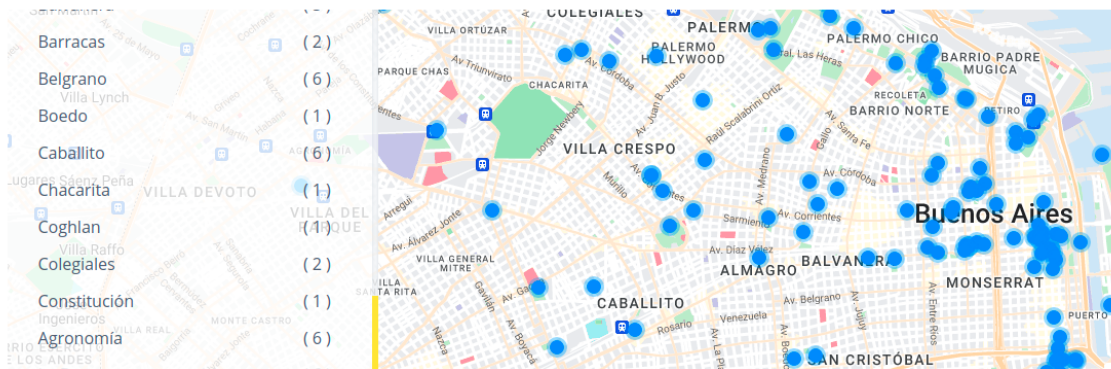 Barracas ( 2 )
Belgrano ( 6 )
Boedo ( 1 )
Caballito ( 6 )
Chacarita ( 1 )
Coghlan ( 1 )
Colegiales ( 2 )
Constitución ( 1 )
Agronomía ( 6 )
Villa Lynch
Lugares Sáenz Peña
VILLA DEVOTO
VILLA DEL PARQUE
Villa Raffo
Ingenieros
VILLA REAL
MONTE CASTRO
COLEGIALES
VILLA ORTÚZAR
PALERMO
PALERMO CHICO
PALERMO HOLLYWOOD
Av. Córdoba
Av Triunvirato
PARQUE CHAS
CHACARITA
Av. Juan B. Justo
Raúl Scalabrini Ortiz
Jorge Newbery
BARRIO PADRE MUGICA
RECOLETA
BARRIO NORTE
RETIRO
Av. Santa Fe
Gallo
Av. Medrano
VILLA CRESPO
Murillo
Av. Córdoba
Arregui
Av. Álvarez Jonte
Sarmiento
Av. Corrientes
Buenos Aires
VILLA GENERAL MITRE
Av. Díaz Vélez
ALMAGRO
BALVANERA
MONSERRAT
Gavilán
CABALLITO
Av. Belgrano
Venezuela
Rosario
Av. La Pla
Av. Jujuy
Av. Entre Ríos
PUERTO
Nazca
Av. Boyacá
SAN CRISTÓBAL